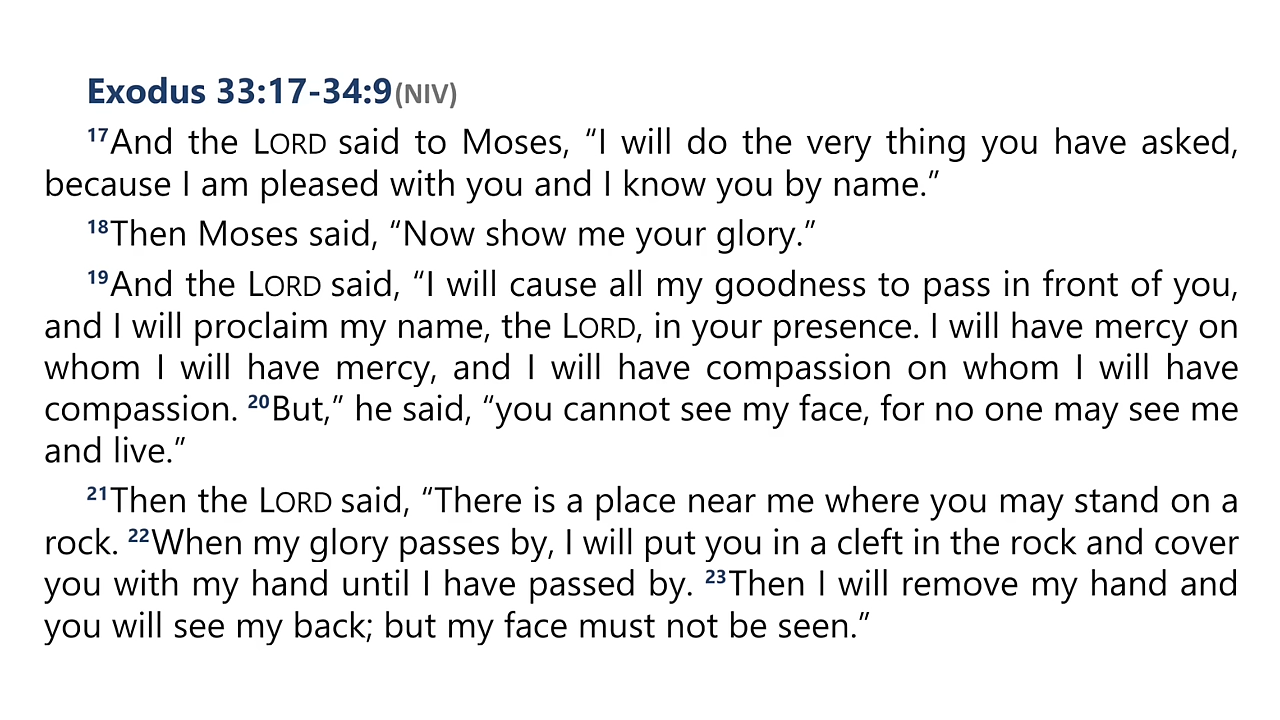 Exodus 33:17-34:9(NIV)
17And the LORD said to Moses, “I will do the very thing you have asked,
because I am pleased with you and I know you by name.”
18Then Moses said, “Now show me your glory.”
19And the LORD said, “I will cause all my goodness to pass in front of you,
and I will proclaim my name, the LORD, in your presence. I will have mercy on
whom I will have mercy, and I will have compassion on whom I will have
compassion. 20But,” he said, “you cannot see my face, for no one may see me
and live.”
21Then the LORD said, “There is a place near me where you may stand on a
rock. 22When my glory passes by, I will put you in a cleft in the rock and cover
you with my hand until I have passed by. 23Then I will remove my hand and
you will see my back; but my face must not be seen.”